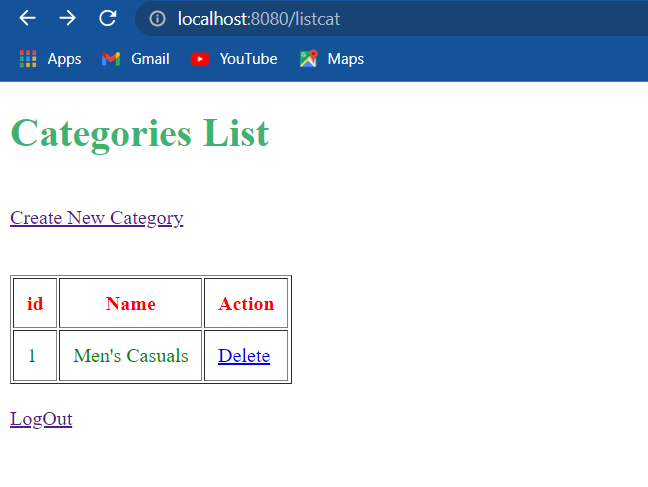 localhost:8080/listcat
Apps Gmail YouTube Maps
Categories List
Create New Category
id Name Action
1 Men's Casuals Delete
LogOut